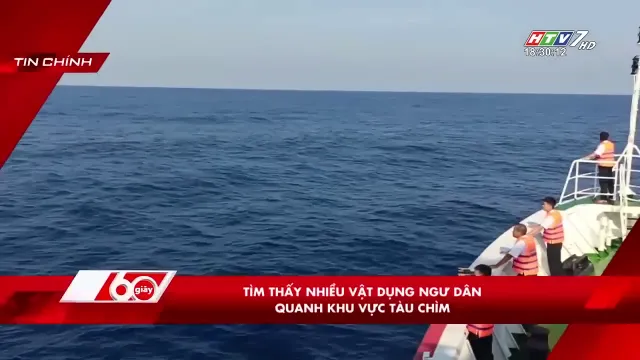 HTV7 HD
18:30:12
TIN CHÍNH
60 giây
TÌM THẤY NHIỀU VẬT DỤNG NGƯ DÂN
QUANH KHU VỰC TÀU CHÌM